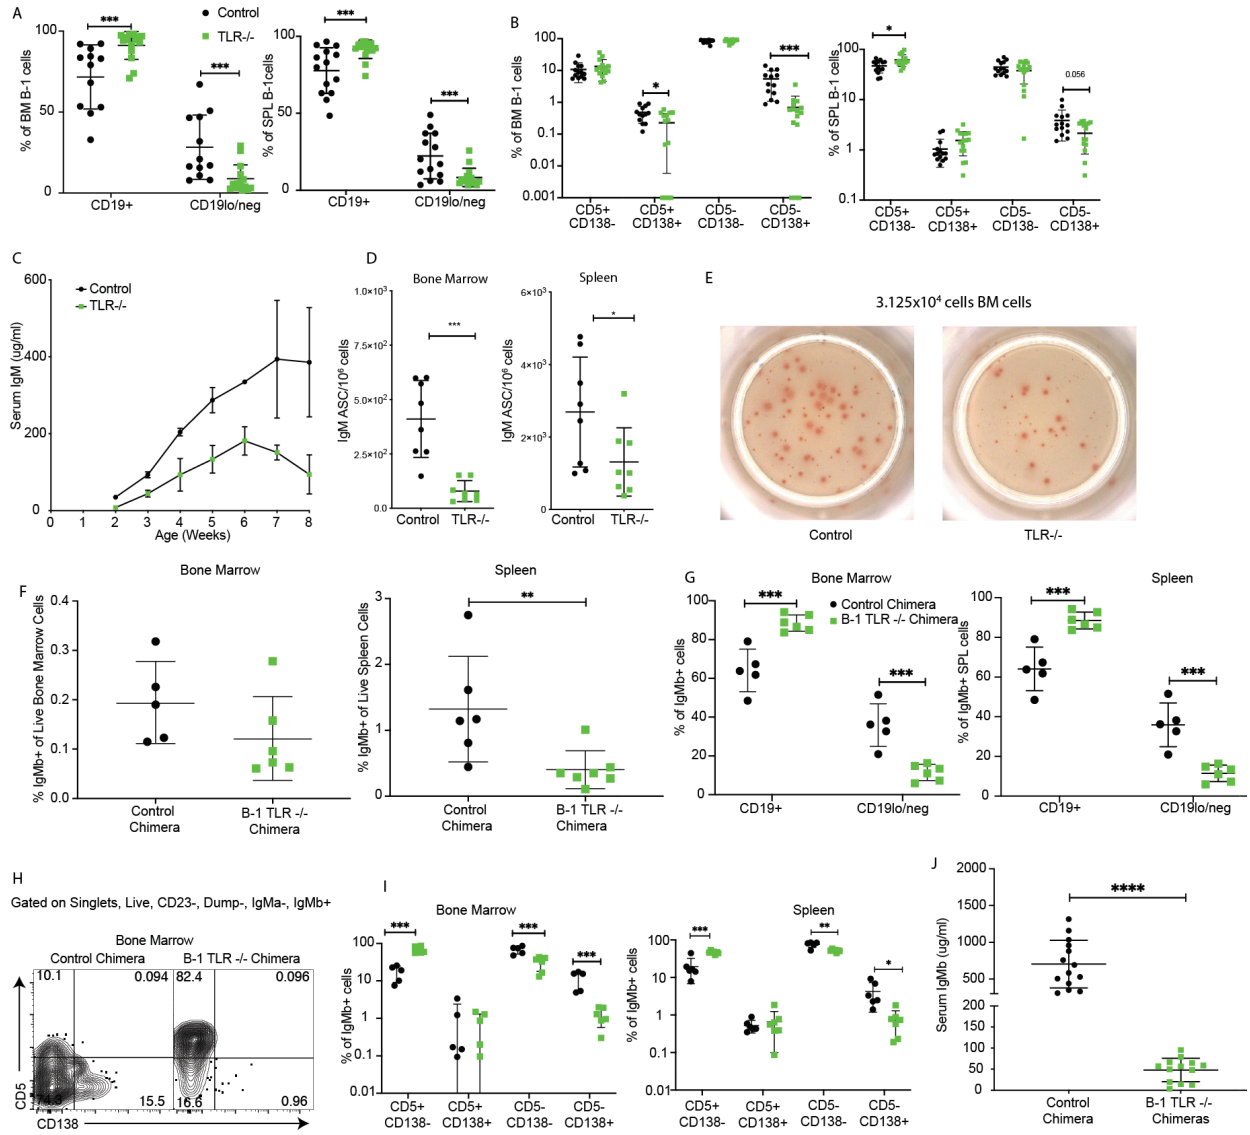 A
Control
TLR-/-
% of BM B-1 cells
100
50
0
***
***
CD19+
CD19lo/neg
% of SPL B-1cells
100
50
0
***
***
CD19+
CD19lo/neg
B
% of BM B-1 cells
100
10
1
0.1
0.01
0.001
*
***
CD5+
CD138-
CD5+
CD138+
CD5-
CD138-
CD5-
CD138+
% of SPL B-1 cells
100
10
1
0.1
*
0.056
CD5+
CD138-
CD5+
CD138+
CD5-
CD138-
CD5-
CD138+
C
Serum IgM (ug/ml)
600
400
200
0
Control
TLR-/-
0 1 2 3 4 5 6 7 8
Age (Weeks)
D
Bone Marrow
IgM ASC/10⁶ cells
1.0×10³
7.5×10²
5.0×10²
2.5×10²
0.0
***
Control
TLR-/-
Spleen
IgM ASC/10⁶ cells
6×10³
4×10³
2×10³
0
*
Control
TLR-/-
E
3.125x10⁴ cells BM cells
Control
TLR-/-
F
Bone Marrow
% IgMb+ of Live Bone Marrow Cells
0.4
0.3
0.2
0.1
0.0
Control
Chimera
B-1 TLR -/-
Chimera
Spleen
% IgMb+ of Live Spleen Cells
3
2
1
0
**
Control
Chimera
B-1 TLR -/-
Chimera
G
Bone Marrow
Control Chimera
B-1 TLR -/- Chimera
% of IgMb+ cells
100
80
60
40
20
0
***
***
CD19+
CD19lo/neg
Spleen
% of IgMb+ SPL cells
100
80
60
40
20
0
***
***
CD19+
CD19lo/neg
H
Gated on Singlets, Live, CD23-, Dump-, IgMa-, IgMb+
Bone Marrow
Control Chimera
B-1 TLR -/- Chimera
10.1
0.094
82.4
0.096
15.5
16.6
0.96
CD5
CD138
I
Bone Marrow
% of IgMb+ cells
100
10
1
0.1
0.01
***
***
***
CD5+
CD138-
CD5+
CD138+
CD5-
CD138-
CD5-
CD138+
Spleen
% of IgMb+ cells
100
10
1
0.1
0.01
***
**
*
CD5+
CD138-
CD5+
CD138+
CD5-
CD138-
CD5-
CD138+
J
Serum IgMb (ug/ml)
2000
1500
1000
500
200
150
100
50
0
****
Control
Chimera
B-1 TLR -/-
Chimeras